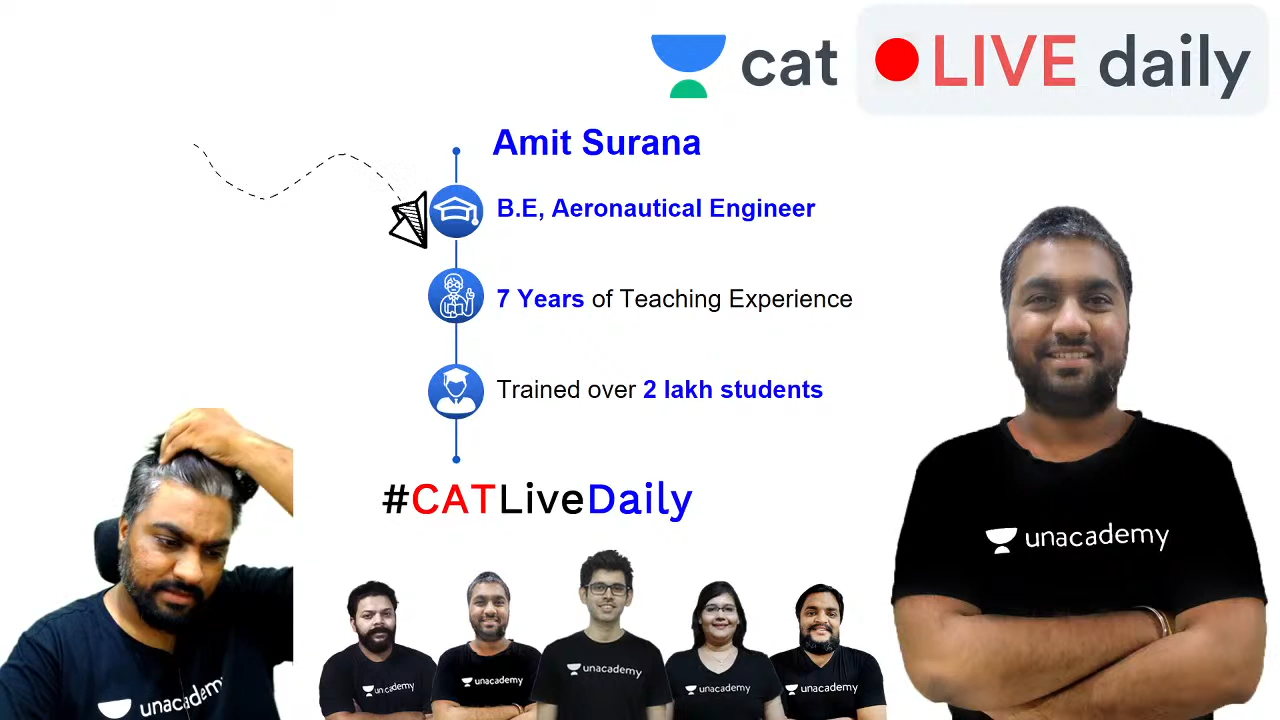 cat LIVE daily
Amit Surana
B.E, Aeronautical Engineer
7 Years of Teaching Experience
Trained over 2 lakh students
#CATLiveDaily
unacademy
unacademy
unacademy
unacademy
unacademy
unacademy
unacademy